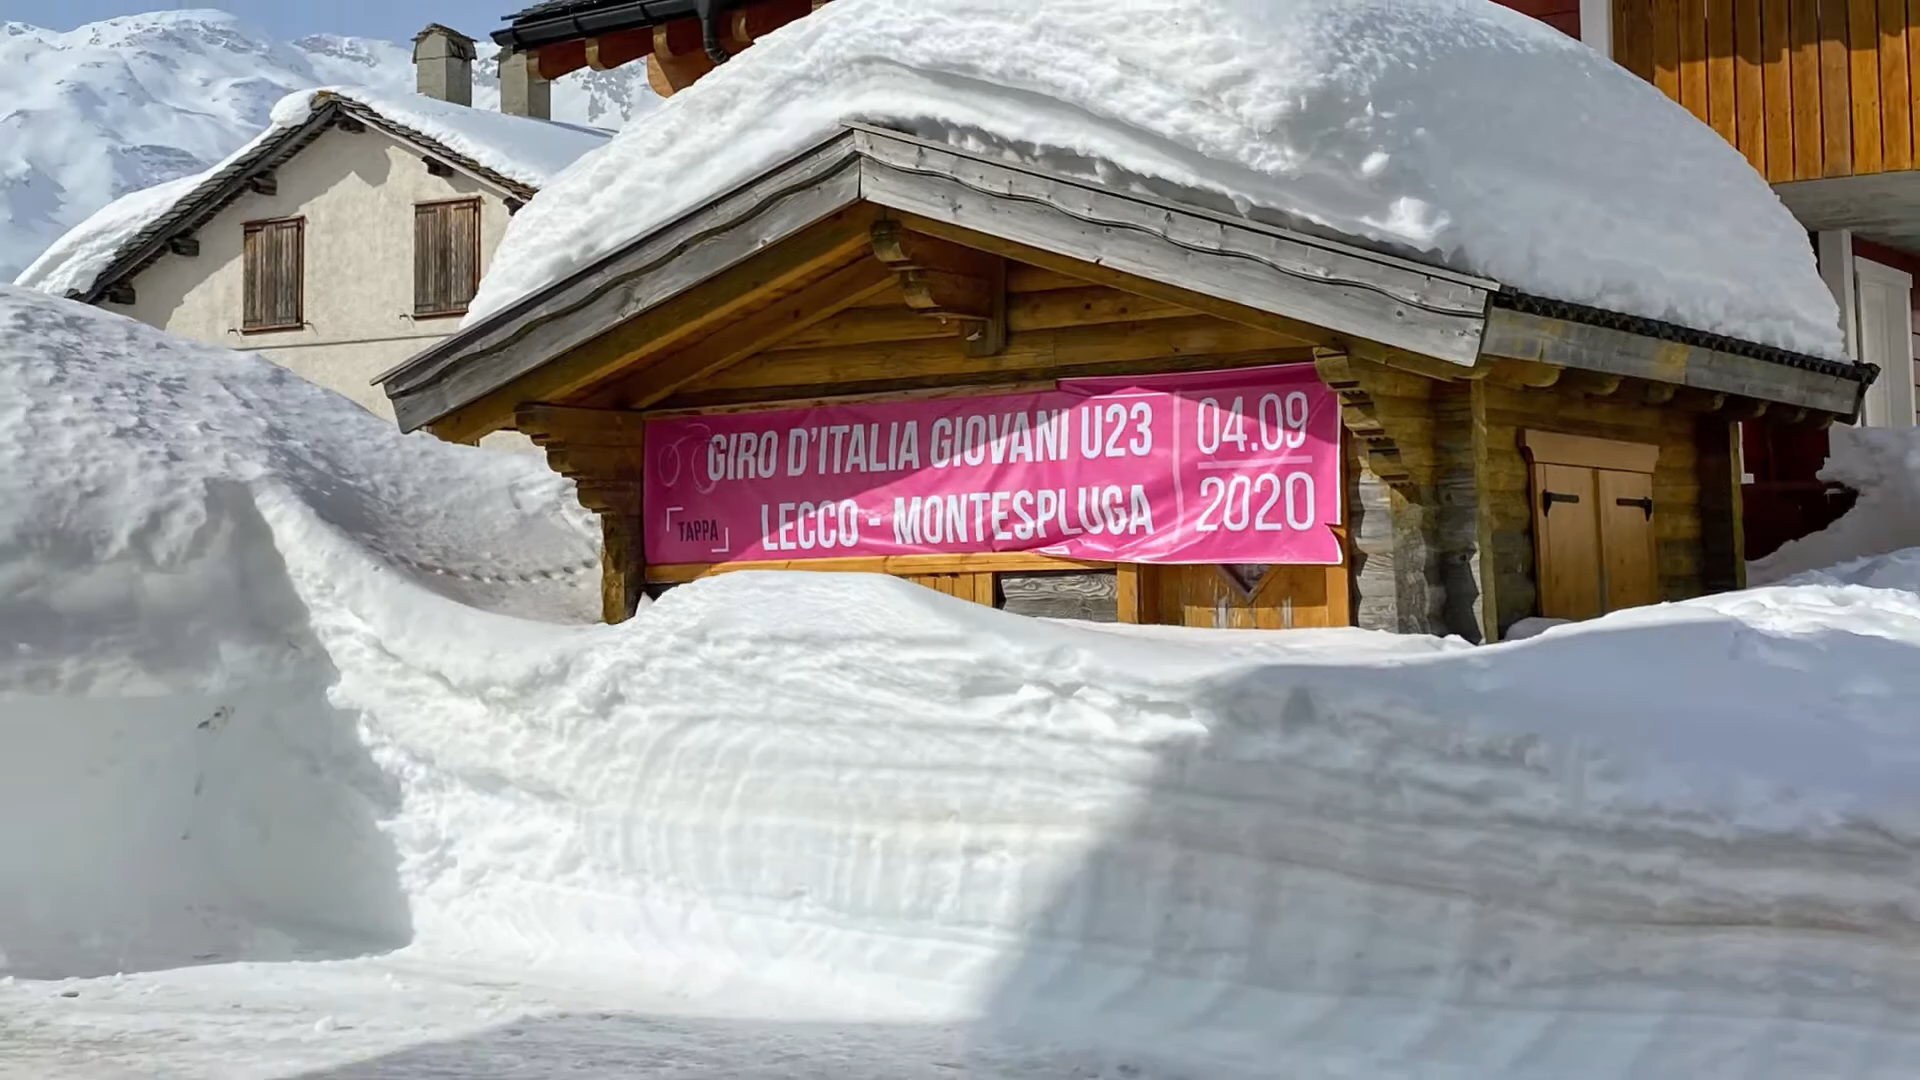 GIRO D'ITALIA GIOVANI U23
LECCO - MONTESPLUGA
TAPPA
04.09
2020